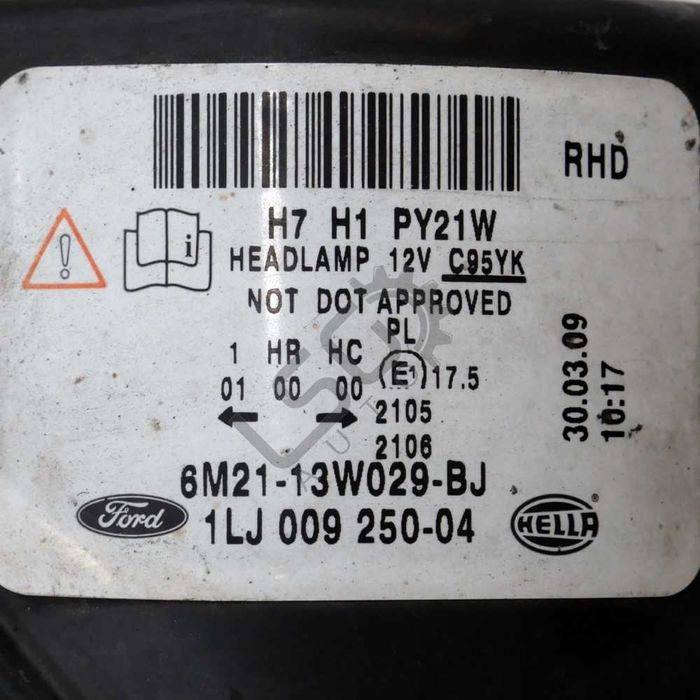 RHD
H7 H1 PY21W
HEADLAMP 12V C95YK
NOT DOT APPROVED
PL
1 HR HC
E1 17.5
01 00 00
2105
2106
30.03.09
10:17
6M21-13W029-BJ
Ford
1LJ 009 250-04
HELLA